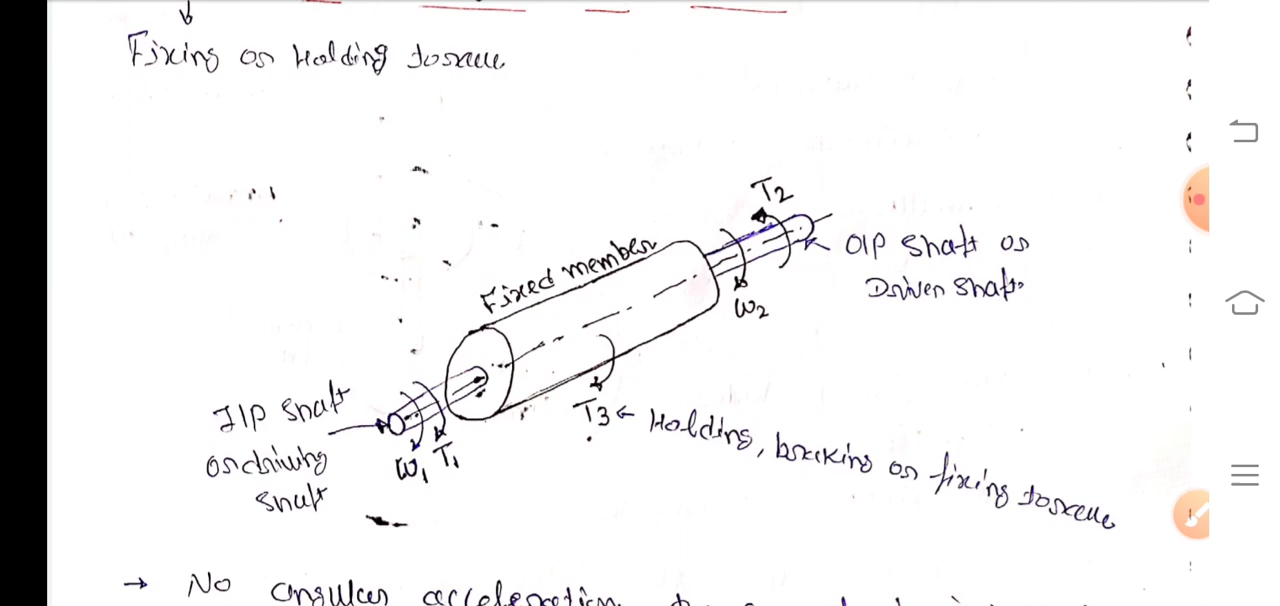 Fixing or Holding torque
T2
O/P shaft or
Driven shaft
Fixed member
ω2
I/P shaft
or driving
shaft
ω1 T1
T3 ← Holding, braking or fixing torque
→ No angular acceleration